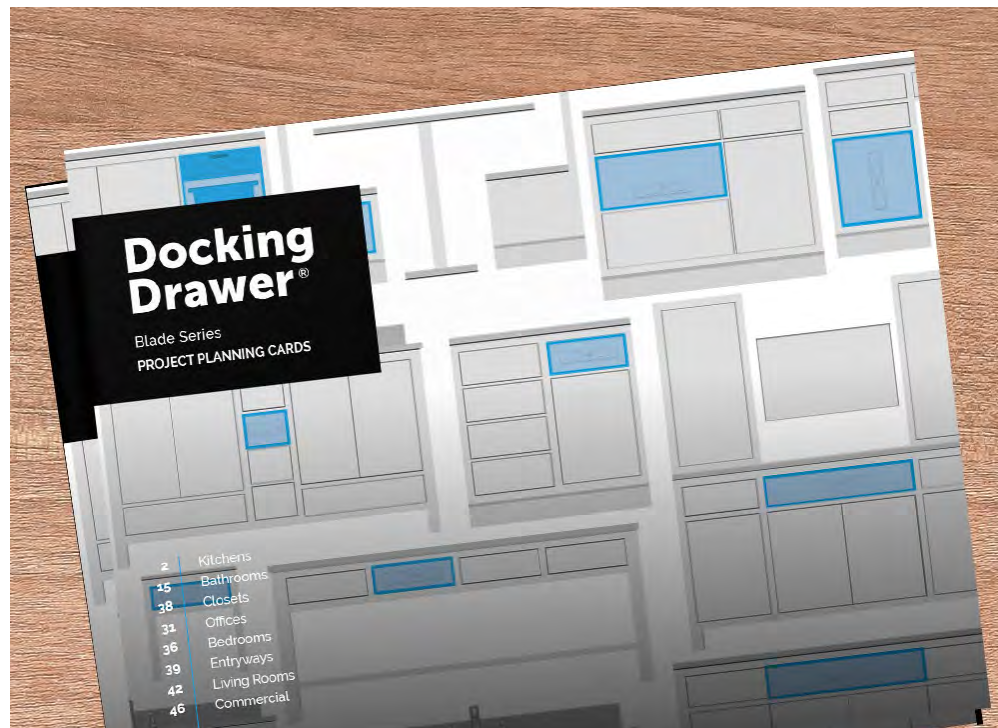 Docking
Drawer®
Blade Series
PROJECT PLANNING CARDS
2 Kitchens
15 Bathrooms
38 Closets
31 Offices
36 Bedrooms
39 Entryways
42 Living Rooms
46 Commercial